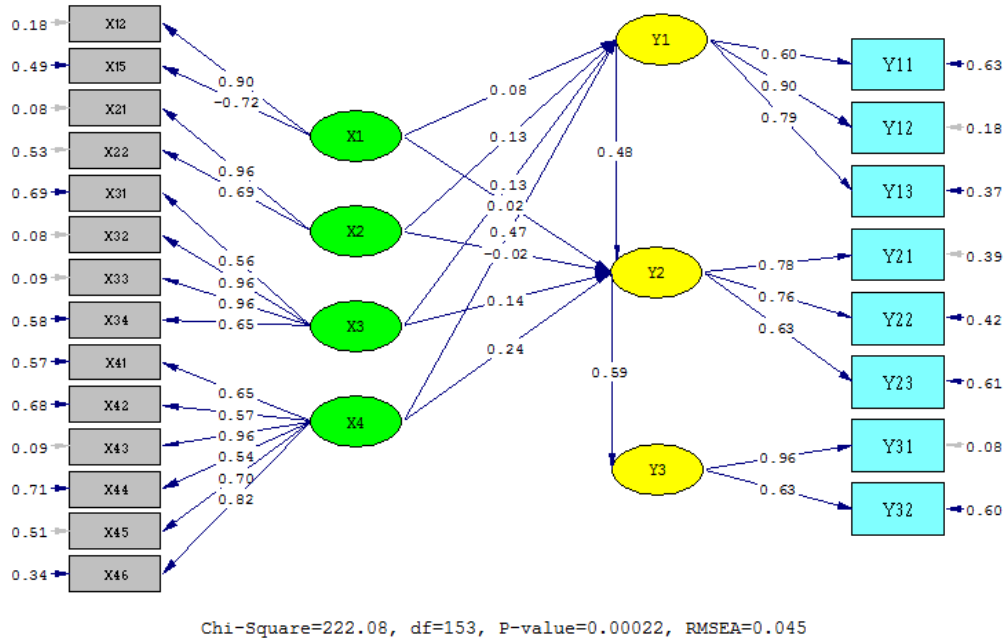 0.18 X12
0.49 X15
0.08 X21
0.53 X22
0.69 X31
0.08 X32
0.09 X33
0.58 X34
0.57 X41
0.68 X42
0.09 X43
0.71 X44
0.51 X45
0.34 X46
0.90
-0.72
0.96
0.69
0.56
0.96
0.96
0.65
0.65
0.57
0.96
0.54
0.70
0.82
X1
X2
X3
X4
0.08
0.13
0.13
0.02
0.47
-0.02
0.14
0.24
Y1
0.48
Y2
0.59
Y3
0.60
0.90
0.79
0.78
0.76
0.63
0.96
0.63
Y11 0.63
Y12 0.18
Y13 0.37
Y21 0.39
Y22 0.42
Y23 0.61
Y31 0.08
Y32 0.60
Chi-Square=222.08, df=153, P-value=0.00022, RMSEA=0.045